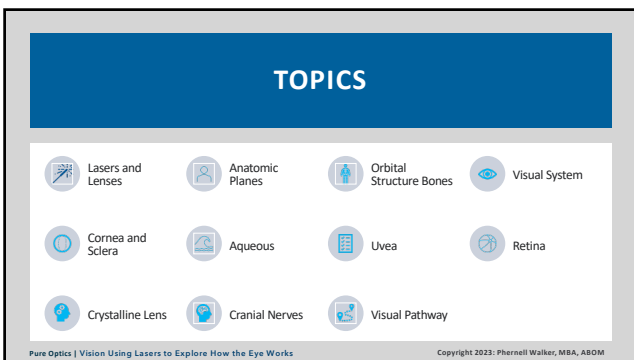 TOPICS
Lasers and
Lenses
Anatomic
Planes
Orbital
Structure Bones
Visual System
Cornea and
Sclera
Aqueous
Uvea
Retina
Crystalline Lens
Cranial Nerves
Visual Pathway
Pure Optics | Vision Using Lasers to Explore How the Eye Works
Copyright 2023: Phernell Walker, MBA, ABOM